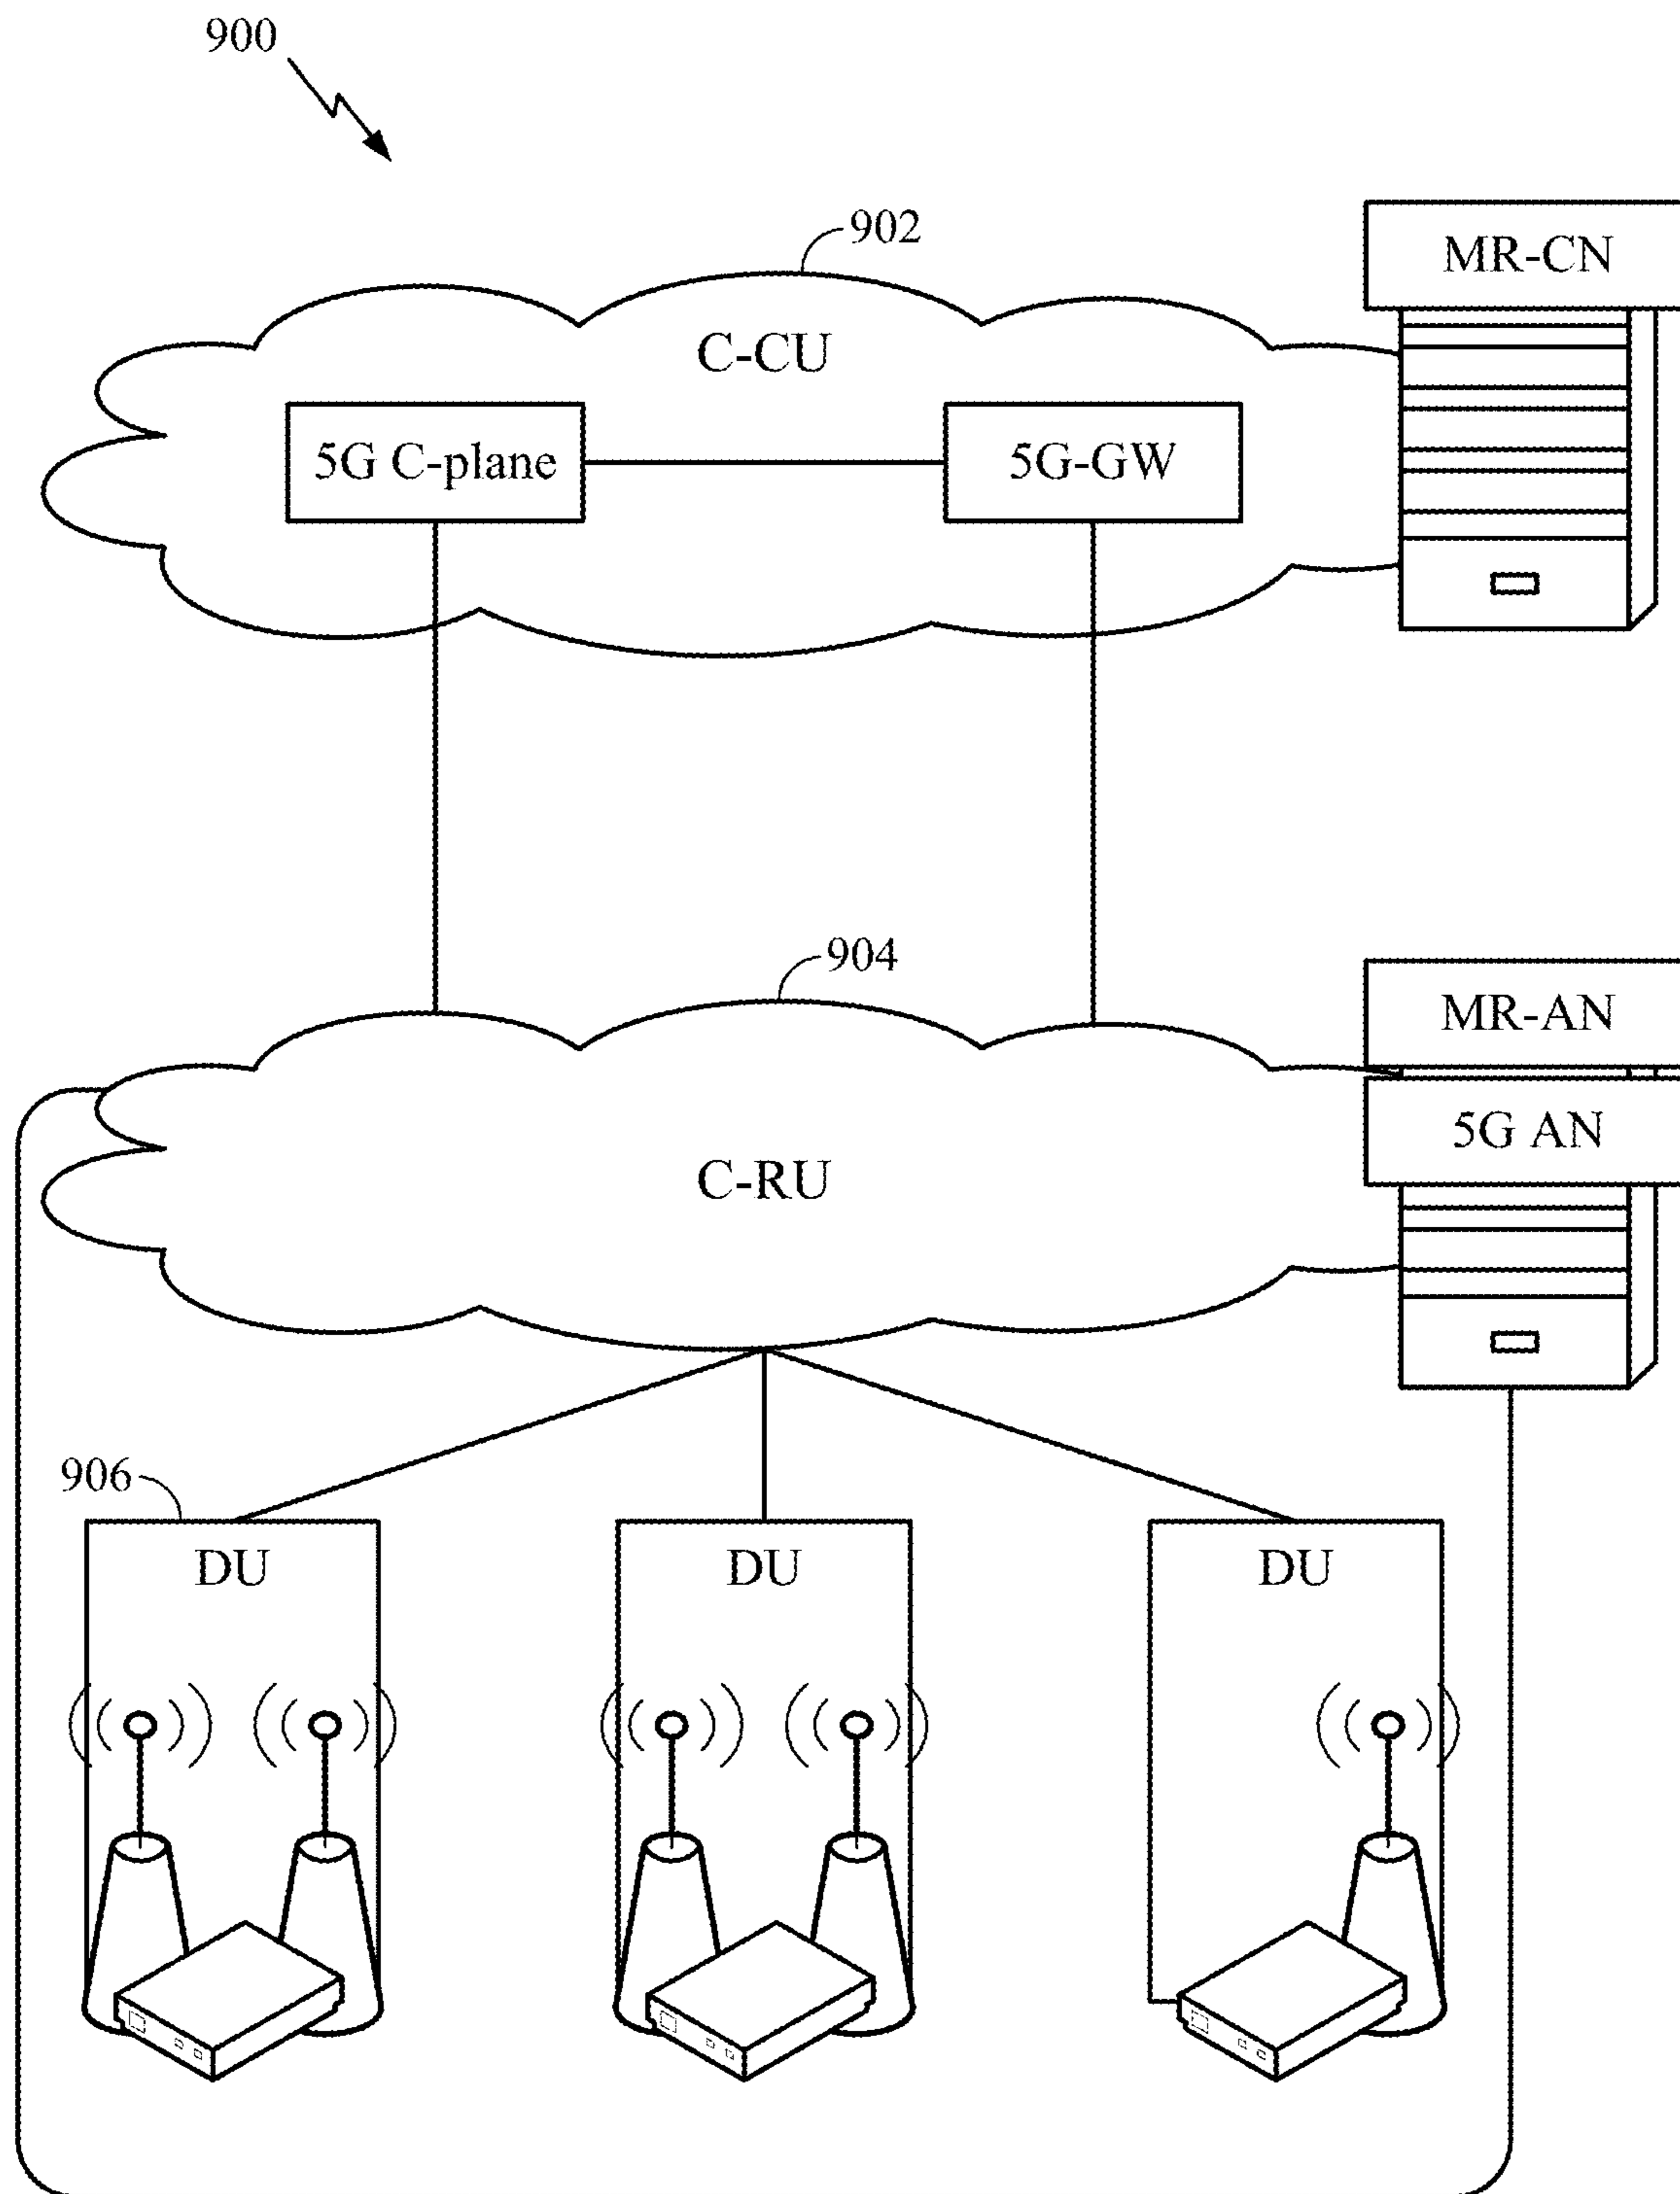 900
902
MR-CN
C-CU
5G C-plane
5G-GW
904
MR-AN
5G AN
C-RU
906
DU
DU
DU